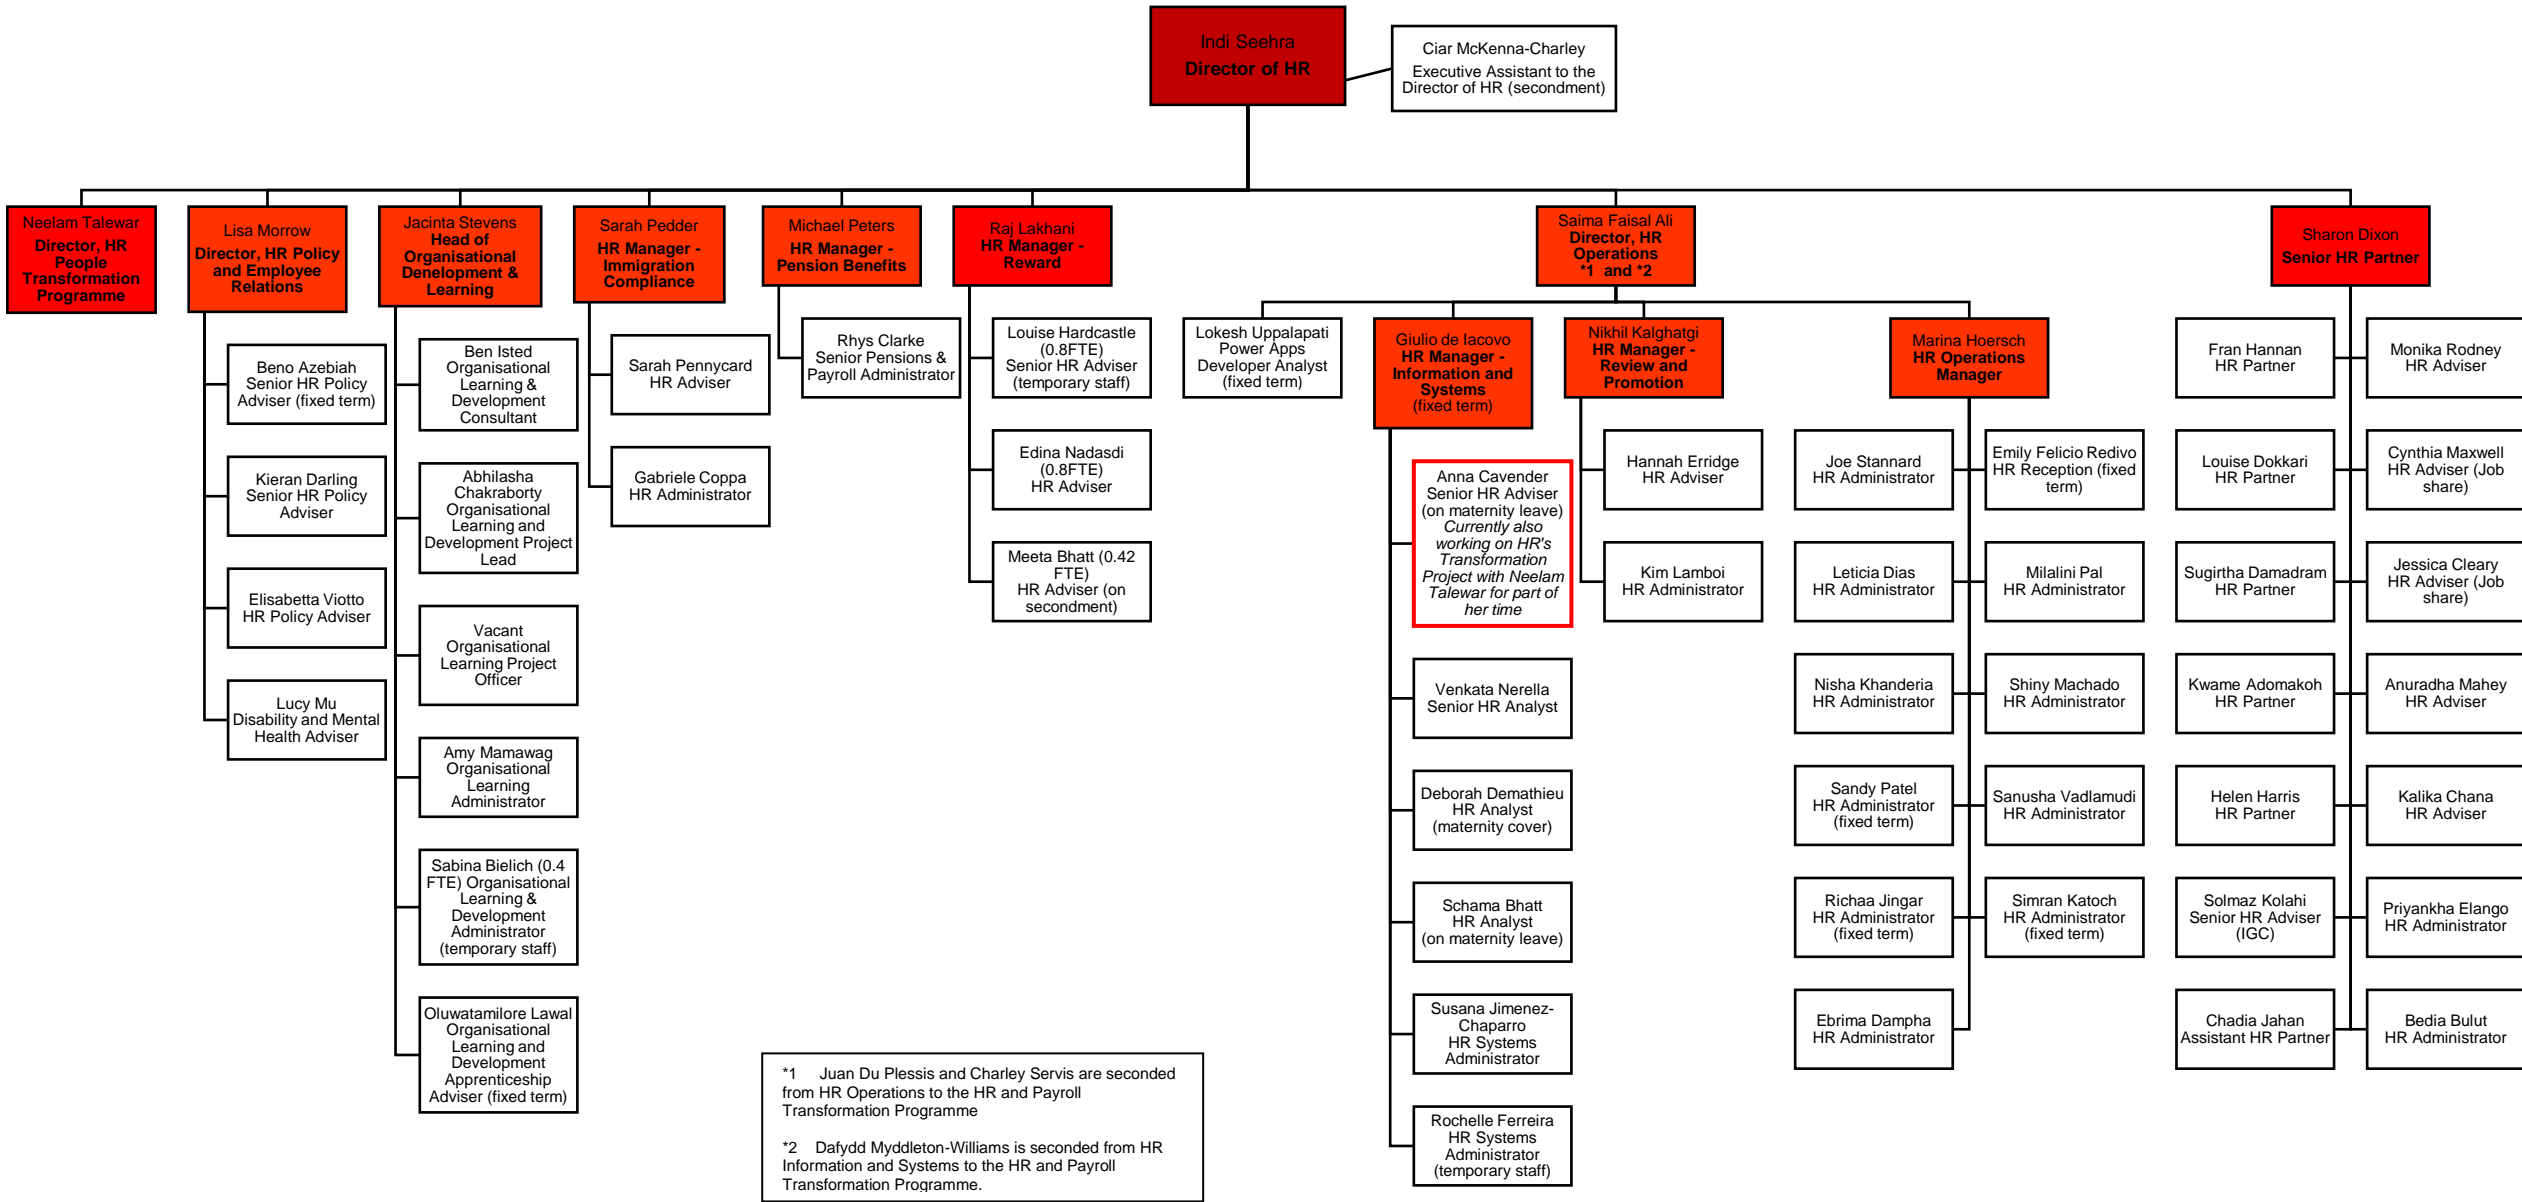 Indi Seehra
Director of HR
Ciar McKenna-Charley
Executive Assistant to the
Director of HR (secondment)
Neelam Talewar
Director, HR
People
Transformation
Programme
Lisa Morrow
Director, HR Policy
and Employee
Relations
Jacinta Stevens
Head of
Organisational
Denelopment &
Learning
Sarah Pedder
HR Manager -
Immigration
Compliance
Michael Peters
HR Manager -
Pension Benefits
Raj Lakhani
HR Manager -
Reward
Saima Faisal Ali
Director, HR
Operations
*1 and *2
Sharon Dixon
Senior HR Partner
Beno Azebiah
Senior HR Policy
Adviser (fixed term)
Kieran Darling
Senior HR Policy
Adviser
Elisabetta Viotto
HR Policy Adviser
Lucy Mu
Disability and Mental
Health Adviser
Ben Isted
Organisational
Learning &
Development
Consultant
Abhilasha
Chakraborty
Organisational
Learning and
Development Project
Lead
Vacant
Organisational
Learning Project
Officer
Amy Mamawag
Organisational
Learning
Administrator
Sabina Bielich (0.4
FTE) Organisational
Learning &
Development
Administrator
(temporary staff)
Oluwatamilore Lawal
Organisational
Learning and
Development
Apprenticeship
Adviser (fixed term)
Sarah Pennycard
HR Adviser
Gabriele Coppa
HR Administrator
Rhys Clarke
Senior Pensions &
Payroll Administrator
Louise Hardcastle
(0.8FTE)
Senior HR Adviser
(temporary staff)
Edina Nadasdi
(0.8FTE)
HR Adviser
Meeta Bhatt (0.42
FTE)
HR Adviser (on
secondment)
Lokesh Uppalapati
Power Apps
Developer Analyst
(fixed term)
Giulio de Iacovo
HR Manager -
Information and
Systems
(fixed term)
Nikhil Kalghatgi
HR Manager -
Review and
Promotion
Marina Hoersch
HR Operations
Manager
Anna Cavender
Senior HR Adviser
(on maternity leave)
Currently also
working on HR's
Transformation
Project with Neelam
Talewar for part of
her time
Venkata Nerella
Senior HR Analyst
Deborah Demathieu
HR Analyst
(maternity cover)
Schama Bhatt
HR Analyst
(on maternity leave)
Susana Jimenez-
Chaparro
HR Systems
Administrator
Rochelle Ferreira
HR Systems
Administrator
(temporary staff)
Hannah Erridge
HR Adviser
Kim Lamboi
HR Administrator
Joe Stannard
HR Administrator
Emily Felicio Redivo
HR Reception (fixed
term)
Leticia Dias
HR Administrator
Milalini Pal
HR Administrator
Nisha Khanderia
HR Administrator
Shiny Machado
HR Administrator
Sandy Patel
HR Administrator
(fixed term)
Sanusha Vadlamudi
HR Administrator
Richaa Jingar
HR Administrator
(fixed term)
Simran Katoch
HR Administrator
(fixed term)
Ebrima Dampha
HR Administrator
Fran Hannan
HR Partner
Monika Rodney
HR Adviser
Louise Dokkari
HR Partner
Cynthia Maxwell
HR Adviser (Job
share)
Sugirtha Damadram
HR Partner
Jessica Cleary
HR Adviser (Job
share)
Kwame Adomakoh
HR Partner
Anuradha Mahey
HR Adviser
Helen Harris
HR Partner
Kalika Chana
HR Adviser
Solmaz Kolahi
Senior HR Adviser
(IGC)
Priyankha Elango
HR Administrator
Chadia Jahan
Assistant HR Partner
Bedia Bulut
HR Administrator
*1 Juan Du Plessis and Charley Servis are seconded
from HR Operations to the HR and Payroll
Transformation Programme
*2 Dafydd Myddleton-Williams is seconded from HR
Information and Systems to the HR and Payroll
Transformation Programme.